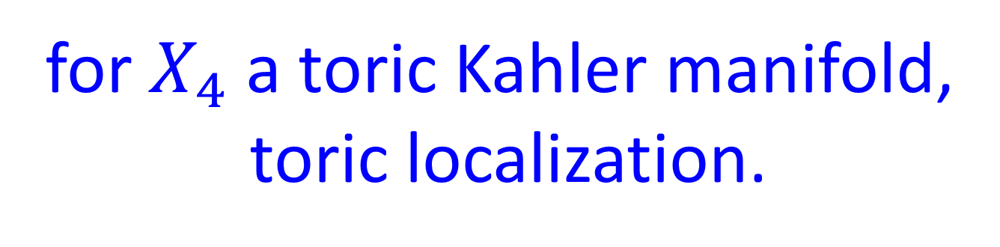 for X₄ a toric Kahler manifold,
toric localization.